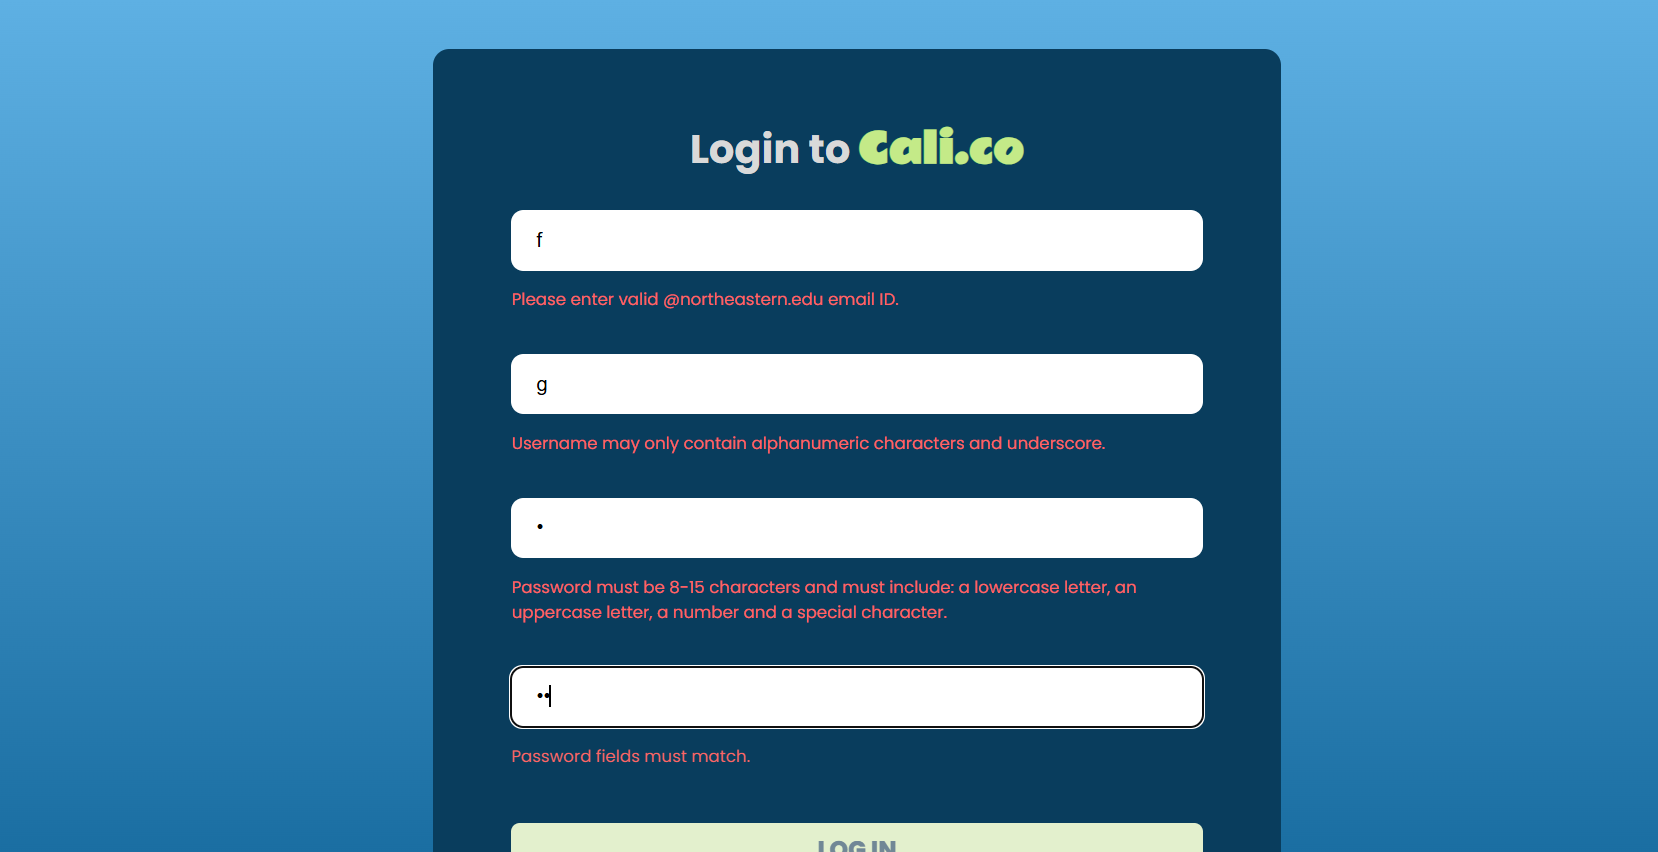 Login to Cali.co
f
Please enter valid @northeastern.edu email ID.
g
Username may only contain alphanumeric characters and underscore.
•
Password must be 8-15 characters and must include: a lowercase letter, an
uppercase letter, a number and a special character.
••
Password fields must match.
LOG IN